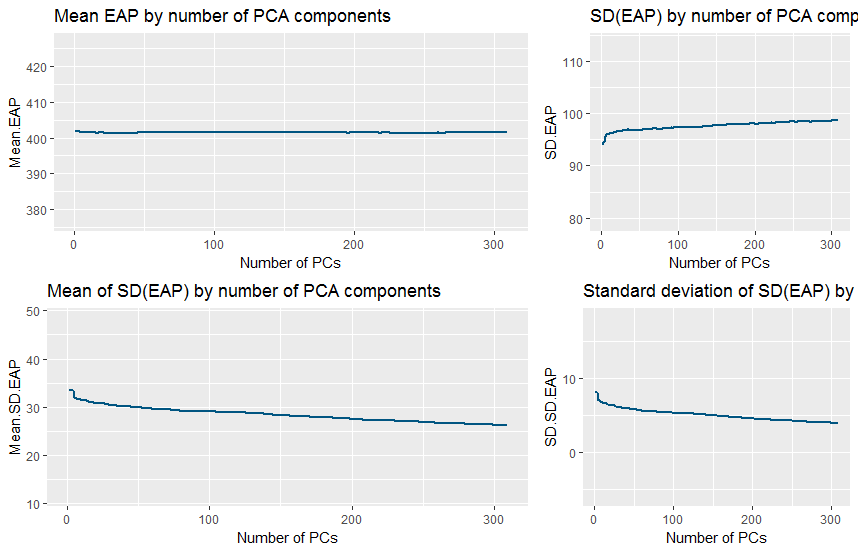 Mean EAP by number of PCA components
Mean.EAP
420
410
400
390
380
0 100 200 300
Number of PCs
SD(EAP) by number of PCA comp
SD.EAP
110
100
90
80
0 100 200 300
Number of PCs
Mean of SD(EAP) by number of PCA components
Mean.SD.EAP
50
40
30
20
10
0 100 200 300
Number of PCs
Standard deviation of SD(EAP) by
SD.SD.EAP
10
0
0 100 200 300
Number of PCs